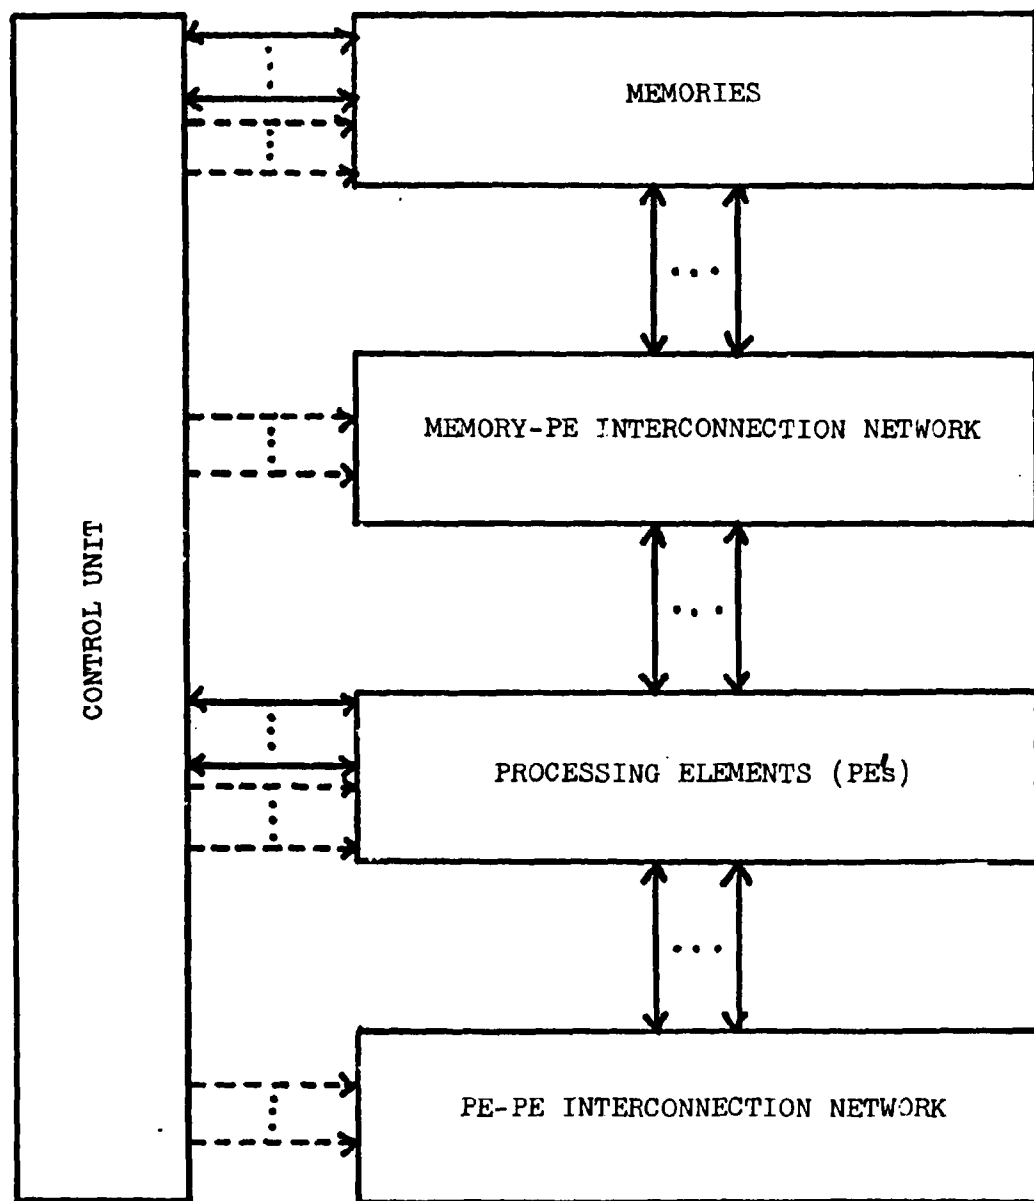 MEMORIES
MEMORY-PE INTERCONNECTION NETWORK
CONTROL UNIT
PROCESSING ELEMENTS (PE's)
PE-PE INTERCONNECTION NETWORK